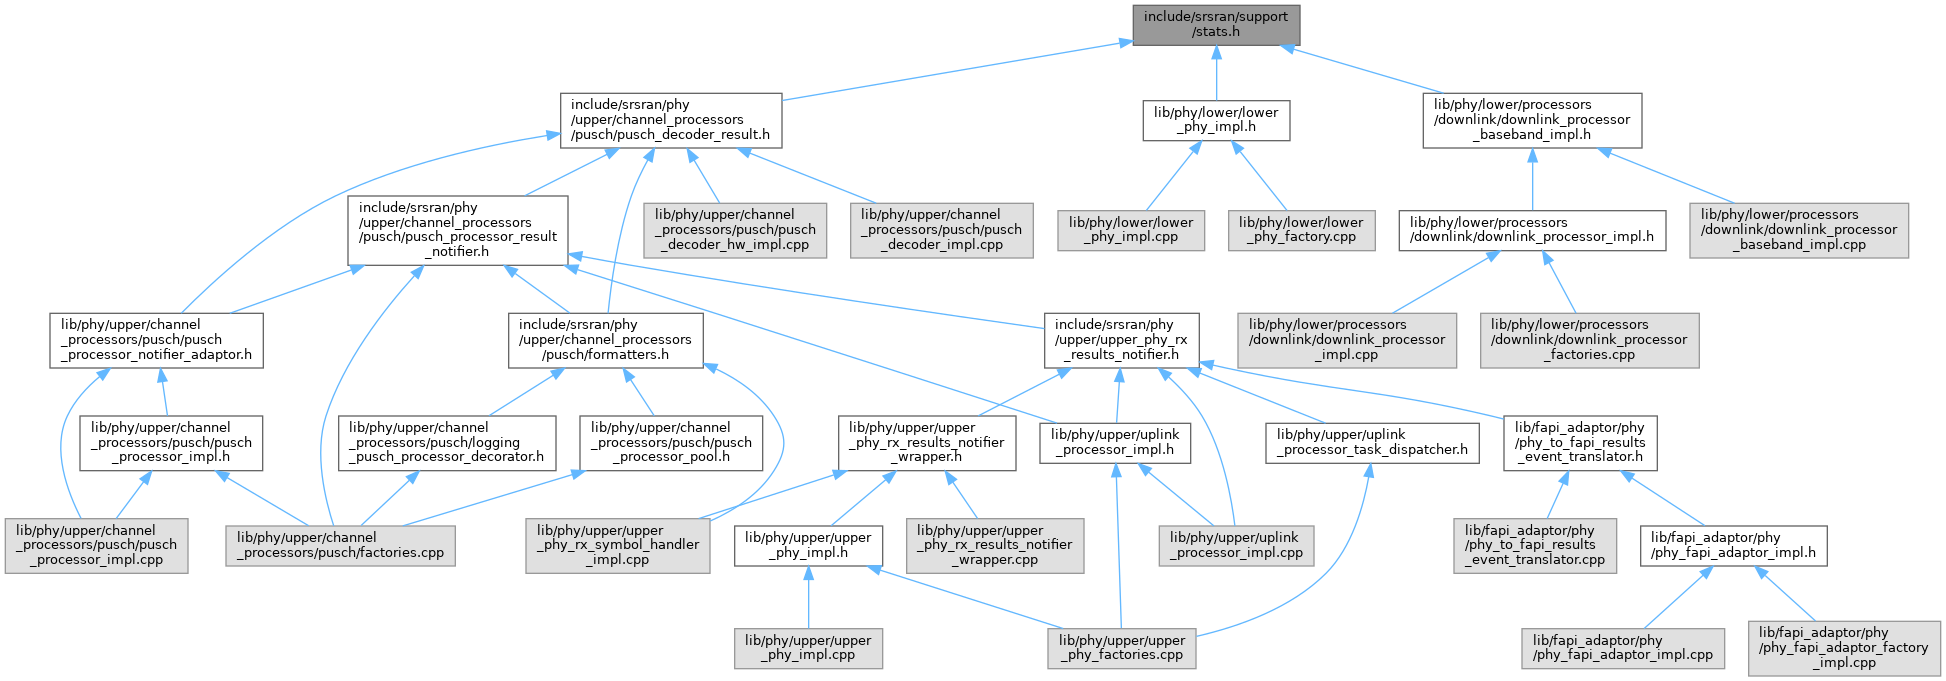 include/srsran/support
/stats.h
include/srsran/phy
/upper/channel_processors
/pusch/pusch_decoder_result.h
lib/phy/lower/lower
_phy_impl.h
lib/phy/lower/processors
/downlink/downlink_processor
_baseband_impl.h
include/srsran/phy
/upper/channel_processors
/pusch/pusch_processor_result
_notifier.h
lib/phy/upper/channel
_processors/pusch/pusch
_decoder_hw_impl.cpp
lib/phy/upper/channel
_processors/pusch/pusch
_decoder_impl.cpp
lib/phy/lower/lower
_phy_impl.cpp
lib/phy/lower/lower
_phy_factory.cpp
lib/phy/lower/processors
/downlink/downlink_processor_impl.h
lib/phy/lower/processors
/downlink/downlink_processor
_baseband_impl.cpp
lib/phy/upper/channel
_processors/pusch/pusch
_processor_notifier_adaptor.h
include/srsran/phy
/upper/channel_processors
/pusch/formatters.h
include/srsran/phy
/upper/upper_phy_rx
_results_notifier.h
lib/phy/lower/processors
/downlink/downlink_processor
_impl.cpp
lib/phy/lower/processors
/downlink/downlink_processor
_factories.cpp
lib/phy/upper/channel
_processors/pusch/pusch
_processor_impl.h
lib/phy/upper/channel
_processors/pusch/logging
_pusch_processor_decorator.h
lib/phy/upper/channel
_processors/pusch/pusch
_processor_pool.h
lib/phy/upper/upper
_phy_rx_results_notifier
_wrapper.h
lib/phy/upper/uplink
_processor_impl.h
lib/phy/upper/uplink
_processor_task_dispatcher.h
lib/fapi_adaptor/phy
/phy_to_fapi_results
_event_translator.h
lib/phy/upper/channel
_processors/pusch/pusch
_processor_impl.cpp
lib/phy/upper/channel
_processors/pusch/factories.cpp
lib/phy/upper/upper
_phy_rx_symbol_handler
_impl.cpp
lib/phy/upper/upper
_phy_impl.h
lib/phy/upper/upper
_phy_rx_results_notifier
_wrapper.cpp
lib/phy/upper/uplink
_processor_impl.cpp
lib/fapi_adaptor/phy
/phy_to_fapi_results
_event_translator.cpp
lib/fapi_adaptor/phy
/phy_fapi_adaptor_impl.h
lib/phy/upper/upper
_phy_impl.cpp
lib/phy/upper/upper
_phy_factories.cpp
lib/fapi_adaptor/phy
/phy_fapi_adaptor_impl.cpp
lib/fapi_adaptor/phy
/phy_fapi_adaptor_factory
_impl.cpp